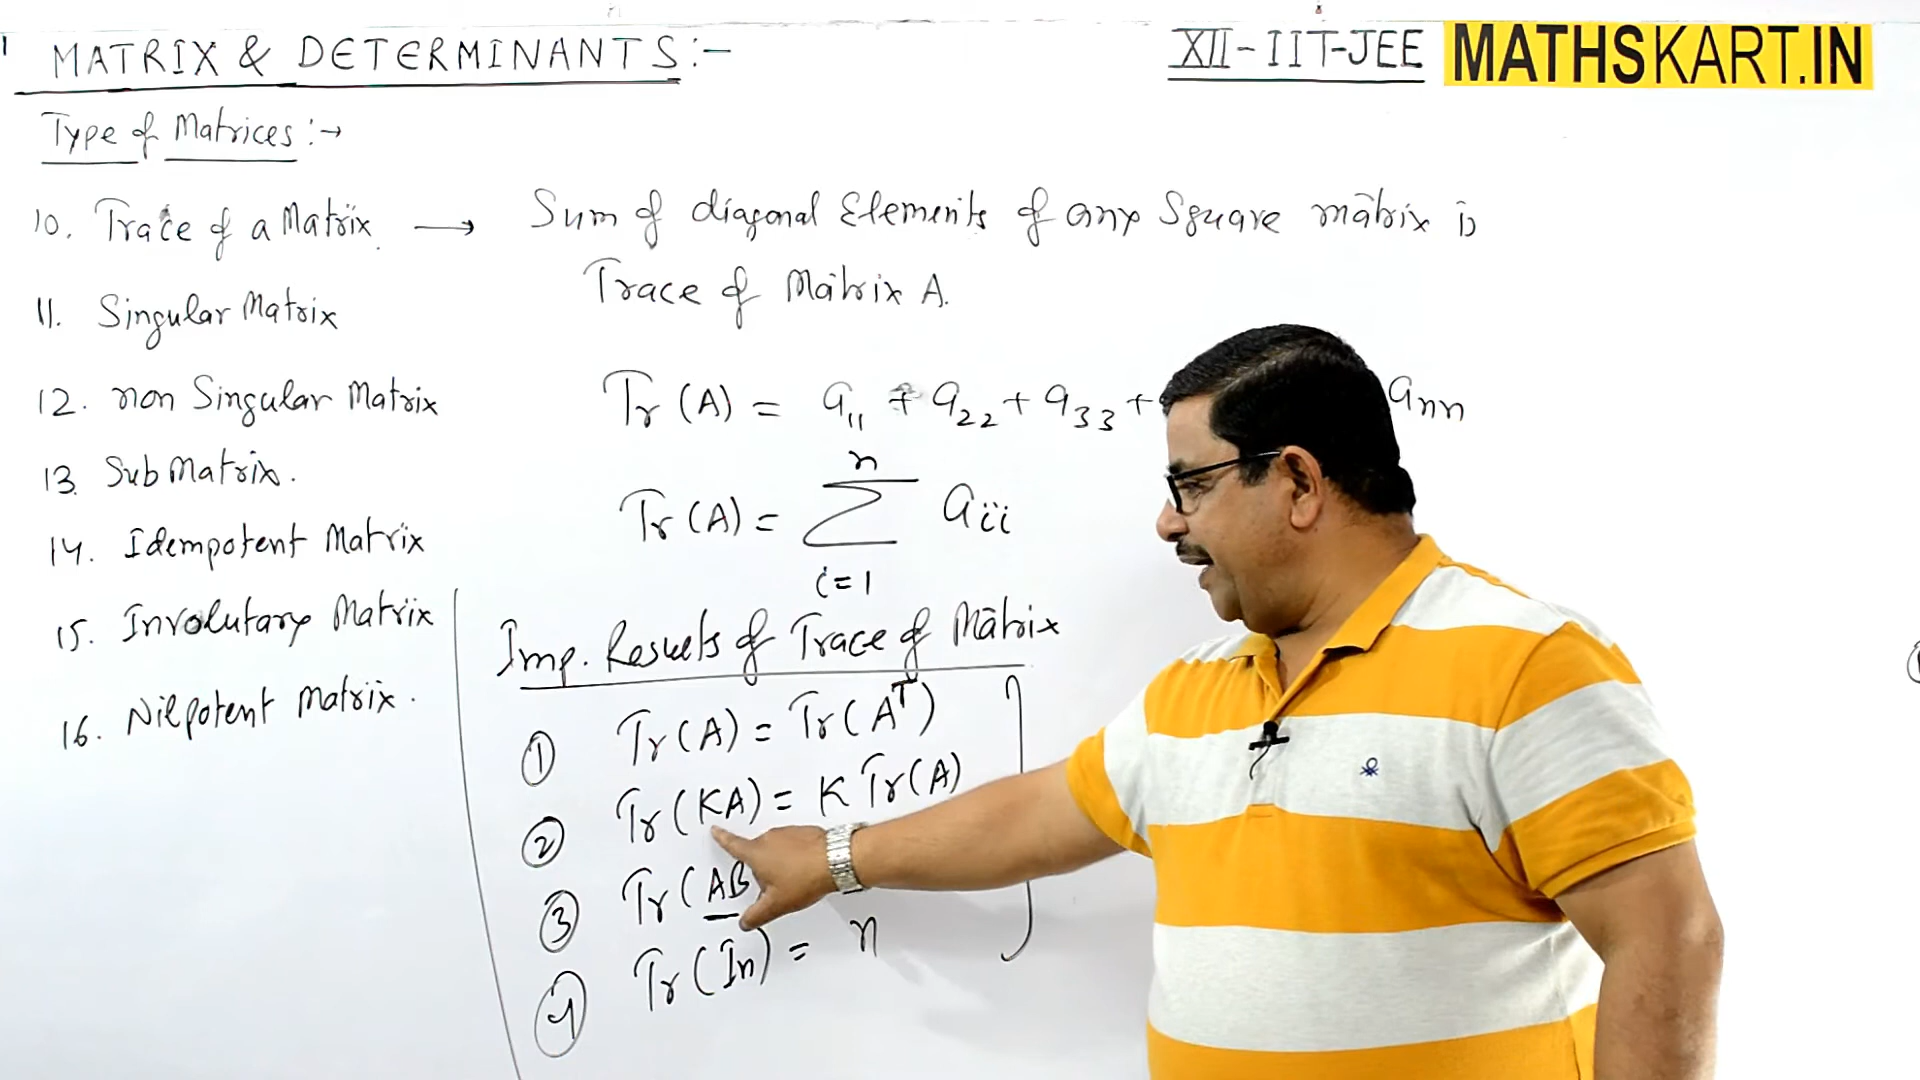 MATRIX & DETERMINANTS:-
XII-IIT-JEE MATHSKART.IN
Type of Matrices :→
10. Trace of a Matrix → Sum of diagonal Elements of any Square matrix is
Trace of Matrix A.
11. Singular Matrix
12. non Singular Matrix
Tr (A) = a11 + a22 + a33 + ann
13. Sub Matrix.
Tr (A) = n Σ i=1 aii
14. Idempotent Matrix
15. Involutary Matrix
16. Nilpotent Matrix.
Imp. Results of Trace of Matrix
① Tr (A) = Tr (A^T)
② Tr (KA) = K Tr (A)
③ Tr (AB
④ Tr (In) = n